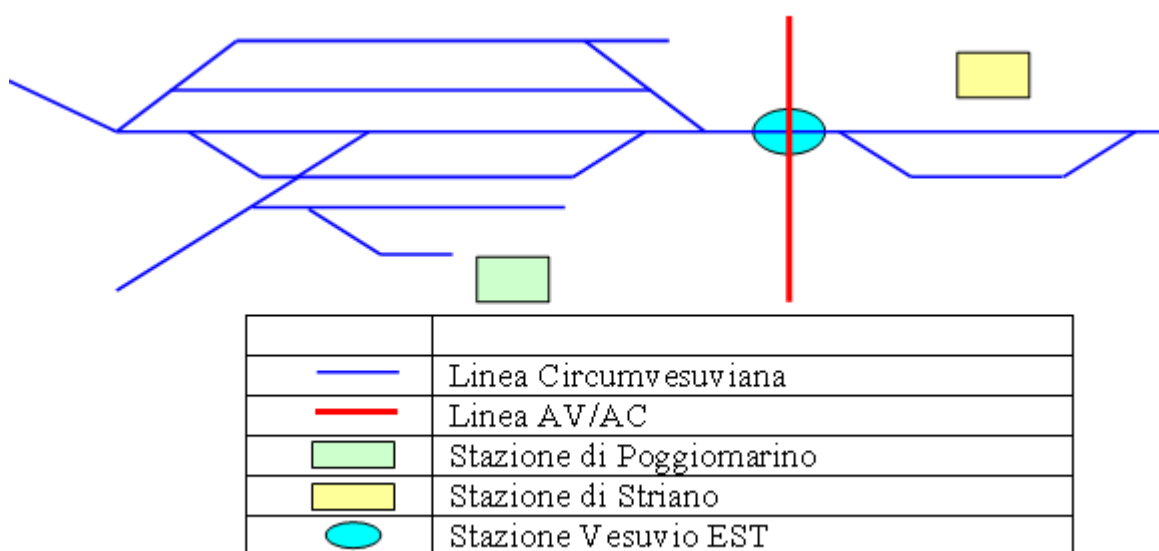 Linea Circumvesuviana
Linea AV/AC
Stazione di Poggiomarino
Stazione di Striano
Stazione Vesuvio EST